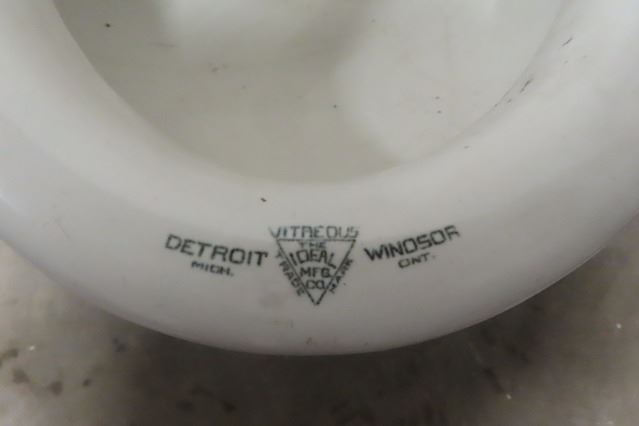 VITREOUS
DETROIT
MICH.
THE
IDEAL
MFG.
CO.
TRADE MARK
WINDSOR
ONT.